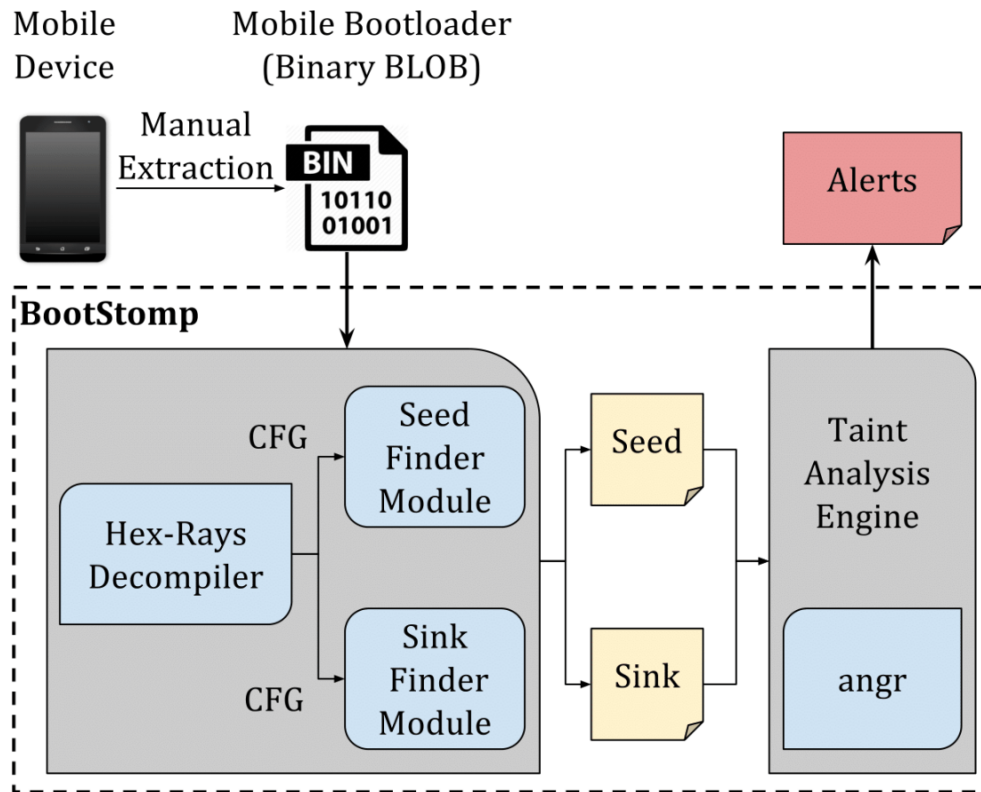 Mobile
Device
Mobile Bootloader
(Binary BLOB)
Manual
Extraction
BIN
10110
01001
Alerts
BootStomp
CFG
Seed
Finder
Module
Hex-Rays
Decompiler
CFG
Sink
Finder
Module
Seed
Sink
Taint
Analysis
Engine
angr